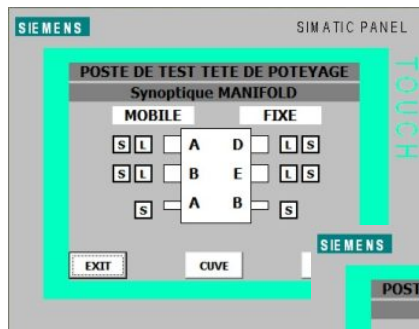 SIEMENS SIMATIC PANEL
TOUCH
POSTE DE TEST TETE DE POTEYAGE
Synoptique MANIFOLD
MOBILE FIXE
S L A D L S
S L B E L S
S A B S
SIEMENS
EXIT CUVE
POST